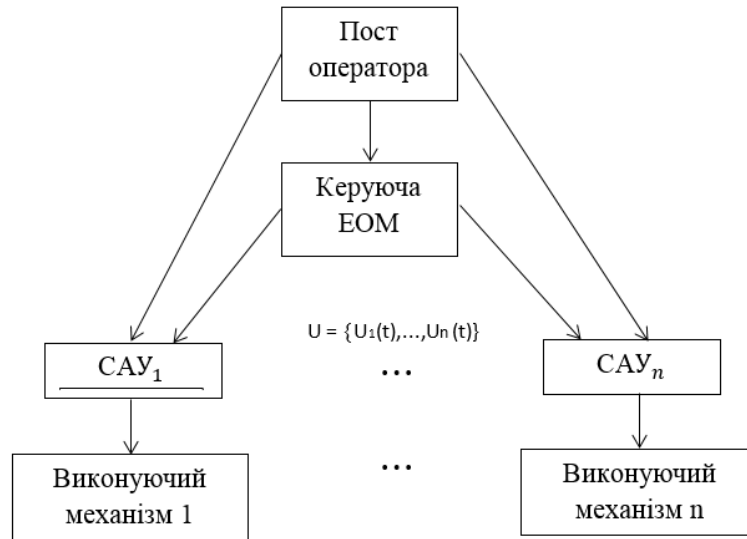 Пост
оператора
Керуюча
ЕОМ
U = {U₁(t),...,Uₙ(t)}
САУ₁
...
САУₙ
Виконуючий
механізм 1
...
Виконуючий
механізм n